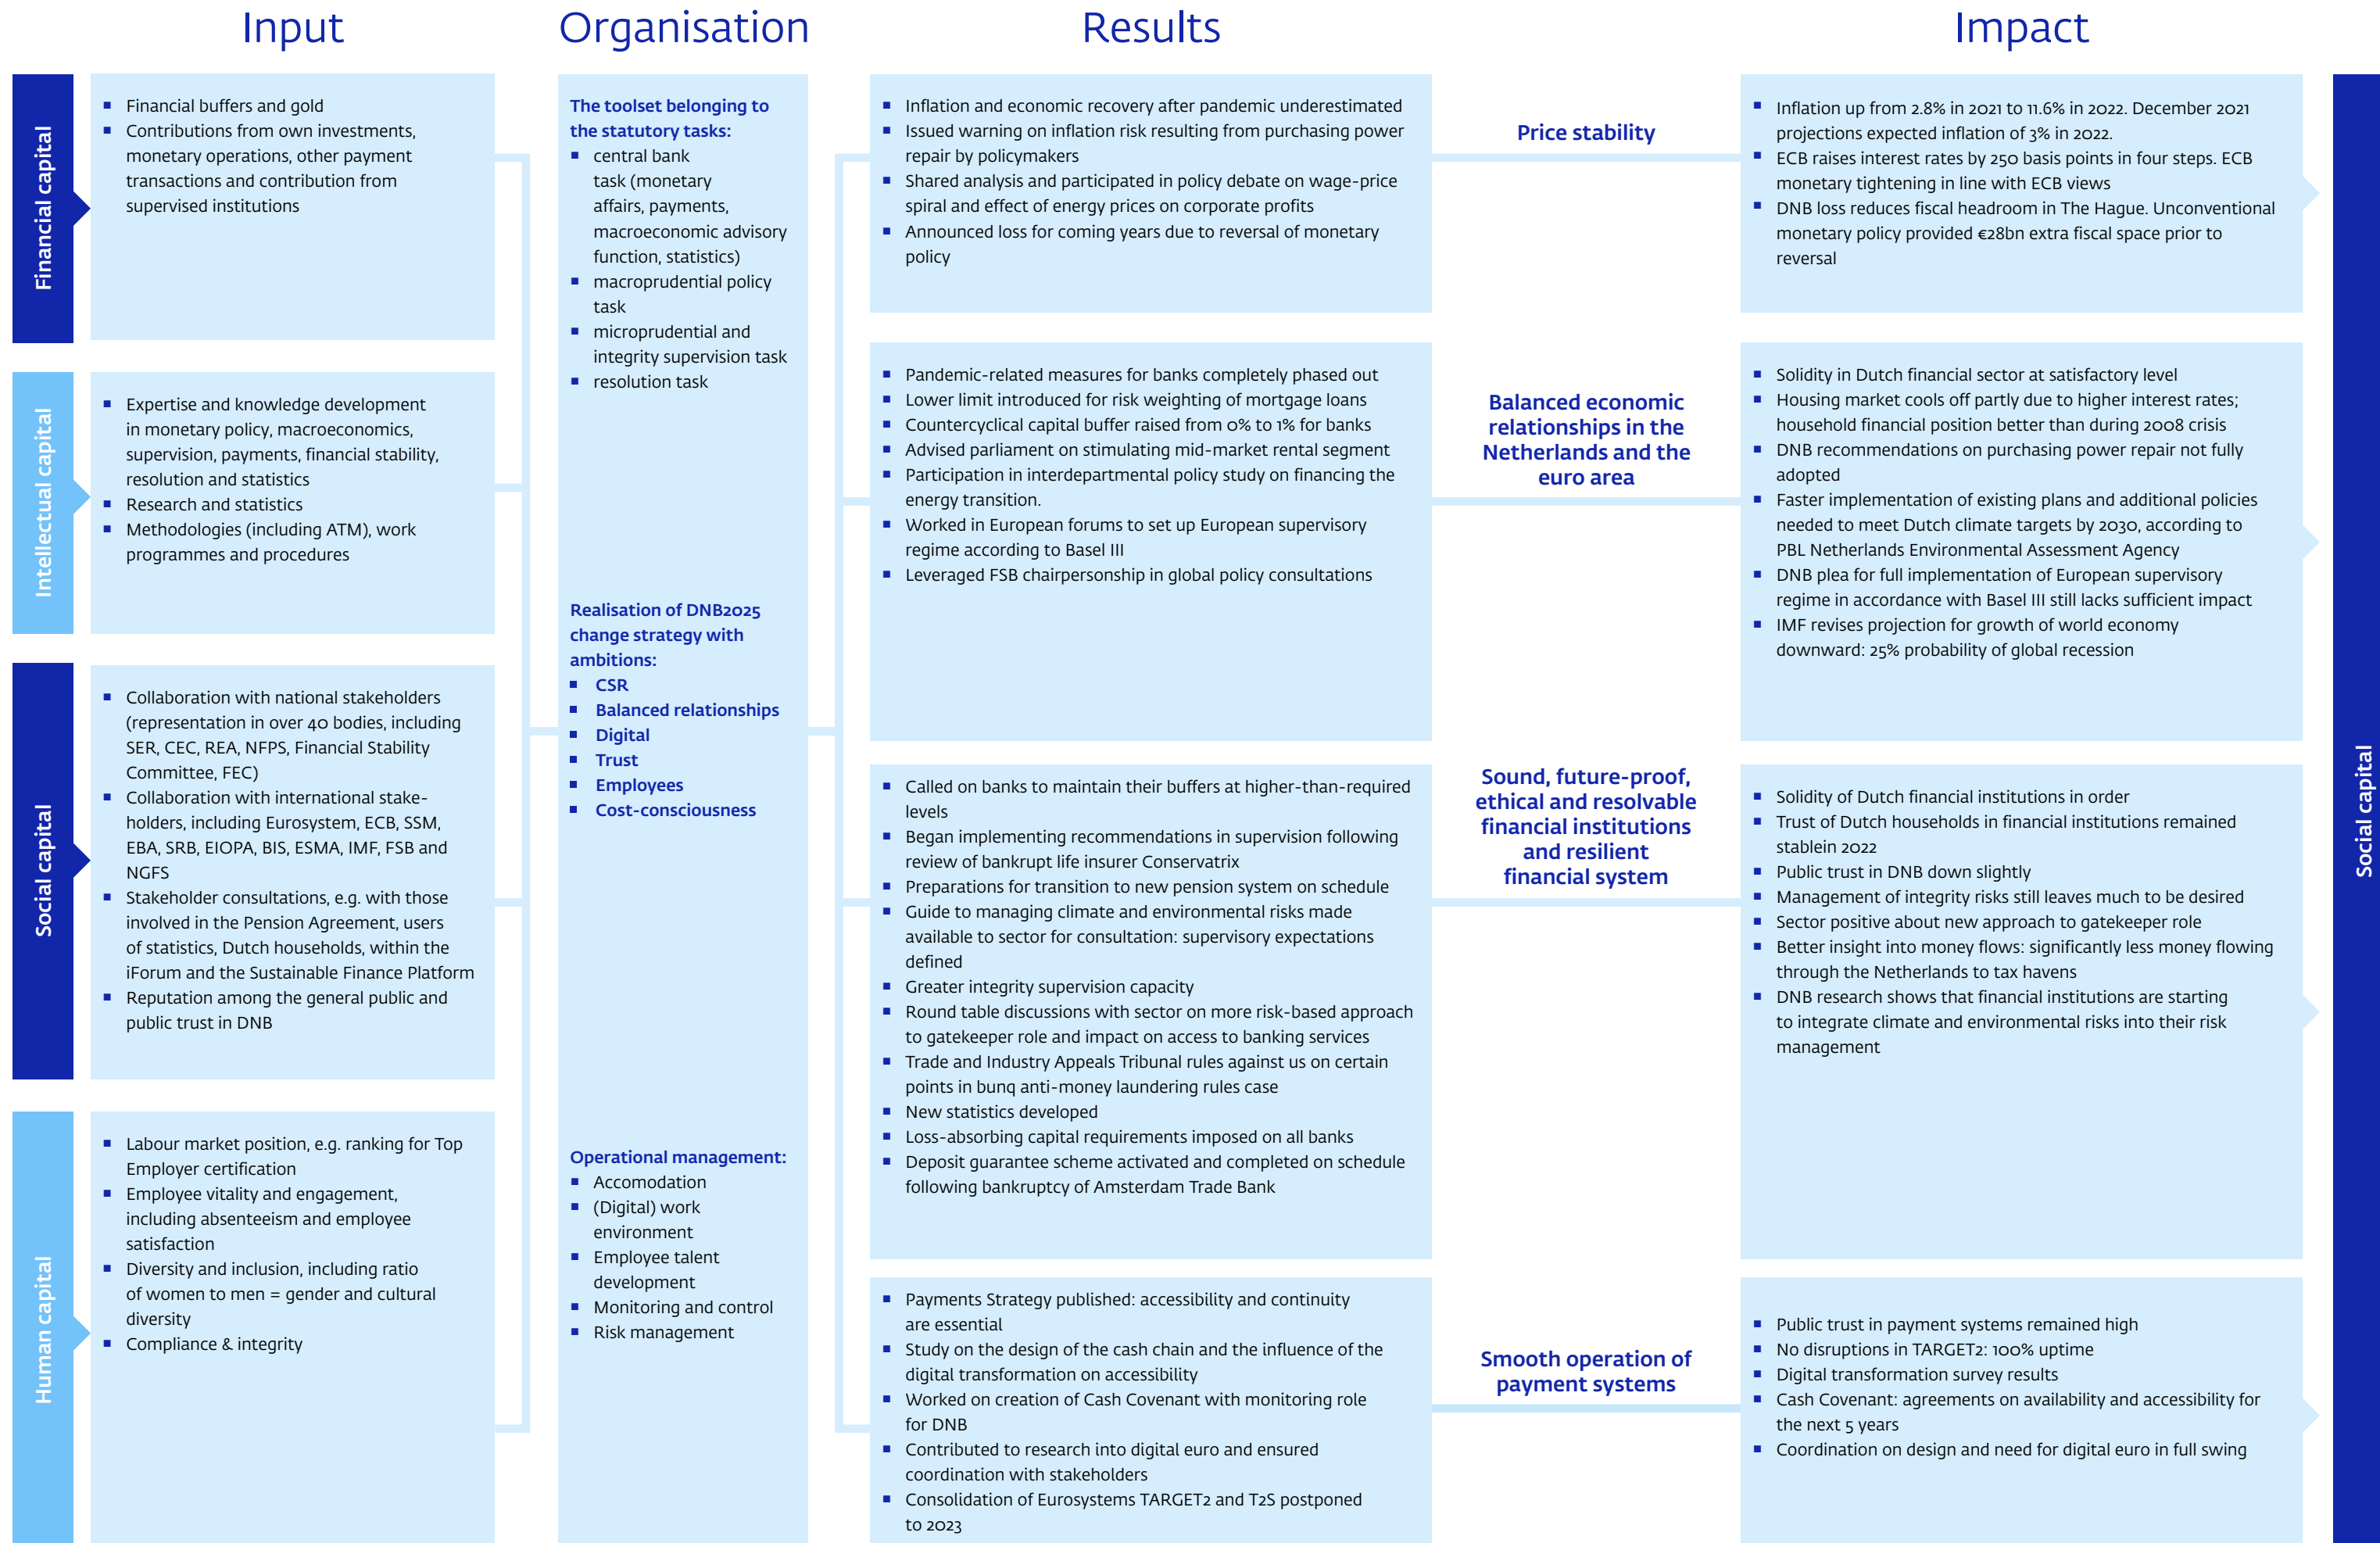 Input
Organisation
Results
Impact
Financial capital
▪ Financial buffers and gold
▪ Contributions from own investments,
monetary operations, other payment
transactions and contribution from
supervised institutions
Intellectual capital
▪ Expertise and knowledge development
in monetary policy, macroeconomics,
supervision, payments, financial stability,
resolution and statistics
▪ Research and statistics
▪ Methodologies (including ATM), work
programmes and procedures
Social capital
▪ Collaboration with national stakeholders
(representation in over 40 bodies, including
SER, CEC, REA, NFPS, Financial Stability
Committee, FEC)
▪ Collaboration with international stake-
holders, including Eurosystem, ECB, SSM,
EBA, SRB, EIOPA, BIS, ESMA, IMF, FSB and
NGFS
▪ Stakeholder consultations, e.g. with those
involved in the Pension Agreement, users
of statistics, Dutch households, within the
iForum and the Sustainable Finance Platform
▪ Reputation among the general public and
public trust in DNB
Human capital
▪ Labour market position, e.g. ranking for Top
Employer certification
▪ Employee vitality and engagement,
including absenteeism and employee
satisfaction
▪ Diversity and inclusion, including ratio
of women to men = gender and cultural
diversity
▪ Compliance & integrity
The toolset belonging to
the statutory tasks:
▪ central bank
task (monetary
affairs, payments,
macroeconomic advisory
function, statistics)
▪ macroprudential policy
task
▪ microprudential and
integrity supervision task
▪ resolution task
Realisation of DNB2025
change strategy with
ambitions:
▪ CSR
▪ Balanced relationships
▪ Digital
▪ Trust
▪ Employees
▪ Cost-consciousness
Operational management:
▪ Accomodation
▪ (Digital) work
environment
▪ Employee talent
development
▪ Monitoring and control
▪ Risk management
▪ Inflation and economic recovery after pandemic underestimated
▪ Issued warning on inflation risk resulting from purchasing power
repair by policymakers
▪ Shared analysis and participated in policy debate on wage-price
spiral and effect of energy prices on corporate profits
▪ Announced loss for coming years due to reversal of monetary
policy
Price stability
▪ Inflation up from 2.8% in 2021 to 11.6% in 2022. December 2021
projections expected inflation of 3% in 2022.
▪ ECB raises interest rates by 250 basis points in four steps. ECB
monetary tightening in line with ECB views
▪ DNB loss reduces fiscal headroom in The Hague. Unconventional
monetary policy provided €28bn extra fiscal space prior to
reversal
▪ Pandemic-related measures for banks completely phased out
▪ Lower limit introduced for risk weighting of mortgage loans
▪ Countercyclical capital buffer raised from 0% to 1% for banks
▪ Advised parliament on stimulating mid-market rental segment
▪ Participation in interdepartmental policy study on financing the
energy transition.
▪ Worked in European forums to set up European supervisory
regime according to Basel III
▪ Leveraged FSB chairpersonship in global policy consultations
Balanced economic
relationships in the
Netherlands and the
euro area
▪ Solidity in Dutch financial sector at satisfactory level
▪ Housing market cools off partly due to higher interest rates;
household financial position better than during 2008 crisis
▪ DNB recommendations on purchasing power repair not fully
adopted
▪ Faster implementation of existing plans and additional policies
needed to meet Dutch climate targets by 2030, according to
PBL Netherlands Environmental Assessment Agency
▪ DNB plea for full implementation of European supervisory
regime in accordance with Basel III still lacks sufficient impact
▪ IMF revises projection for growth of world economy
downward: 25% probability of global recession
▪ Called on banks to maintain their buffers at higher-than-required
levels
▪ Began implementing recommendations in supervision following
review of bankrupt life insurer Conservatrix
▪ Preparations for transition to new pension system on schedule
▪ Guide to managing climate and environmental risks made
available to sector for consultation: supervisory expectations
defined
▪ Greater integrity supervision capacity
▪ Round table discussions with sector on more risk-based approach
to gatekeeper role and impact on access to banking services
▪ Trade and Industry Appeals Tribunal rules against us on certain
points in bunq anti-money laundering rules case
▪ New statistics developed
▪ Loss-absorbing capital requirements imposed on all banks
▪ Deposit guarantee scheme activated and completed on schedule
following bankruptcy of Amsterdam Trade Bank
Sound, future-proof,
ethical and resolvable
financial institutions
and resilient
financial system
▪ Solidity of Dutch financial institutions in order
▪ Trust of Dutch households in financial institutions remained
stablein 2022
▪ Public trust in DNB down slightly
▪ Management of integrity risks still leaves much to be desired
▪ Sector positive about new approach to gatekeeper role
▪ Better insight into money flows: significantly less money flowing
through the Netherlands to tax havens
▪ DNB research shows that financial institutions are starting
to integrate climate and environmental risks into their risk
management
▪ Payments Strategy published: accessibility and continuity
are essential
▪ Study on the design of the cash chain and the influence of the
digital transformation on accessibility
▪ Worked on creation of Cash Covenant with monitoring role
for DNB
▪ Contributed to research into digital euro and ensured
coordination with stakeholders
▪ Consolidation of Eurosystems TARGET2 and T2S postponed
to 2023
Smooth operation of
payment systems
▪ Public trust in payment systems remained high
▪ No disruptions in TARGET2: 100% uptime
▪ Digital transformation survey results
▪ Cash Covenant: agreements on availability and accessibility for
the next 5 years
▪ Coordination on design and need for digital euro in full swing
Social capital